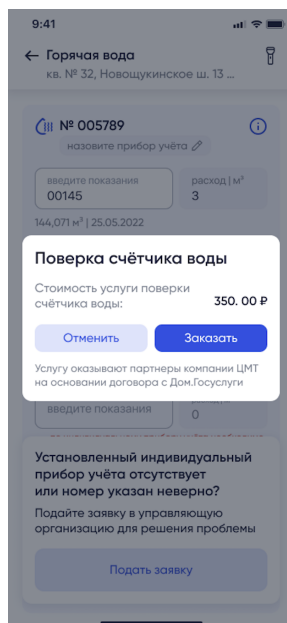 9:41
Горячая вода
кв. № 32, Новощукинское ш. 13 ...
№ 005789
назовите прибор учёта
введите показания
расход | м³
00145
3
144,071 м³ | 25.05.2022
Поверка счётчика воды
Стоимость услуги поверки
счётчика воды:
350. 00 ₽
Отменить
Заказать
Услугу оказывают партнеры компании ЦМТ
на основании договора с Дом.Госуслуги
введите показания
0
Установленный индивидуальный
прибор учёта отсутствует
или номер указан неверно?
Подайте заявку в управляющую
организацию для решения проблемы
Подать заявку